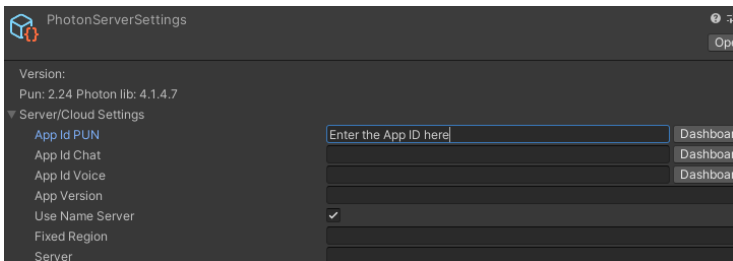 PhotonServerSettings
Ope
Version:
Pun: 2.24 Photon lib: 4.1.4.7
Server/Cloud Settings
App Id PUN Enter the App ID here Dashboar
App Id Chat Dashboar
App Id Voice Dashboar
App Version
Use Name Server
Fixed Region
Server